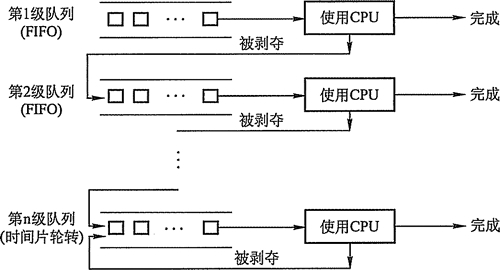 第1级队列
(FIFO)
···
使用CPU
完成
被剥夺
第2级队列
(FIFO)
···
使用CPU
完成
被剥夺
⋮
第n级队列
(时间片轮转)
···
使用CPU
完成
被剥夺